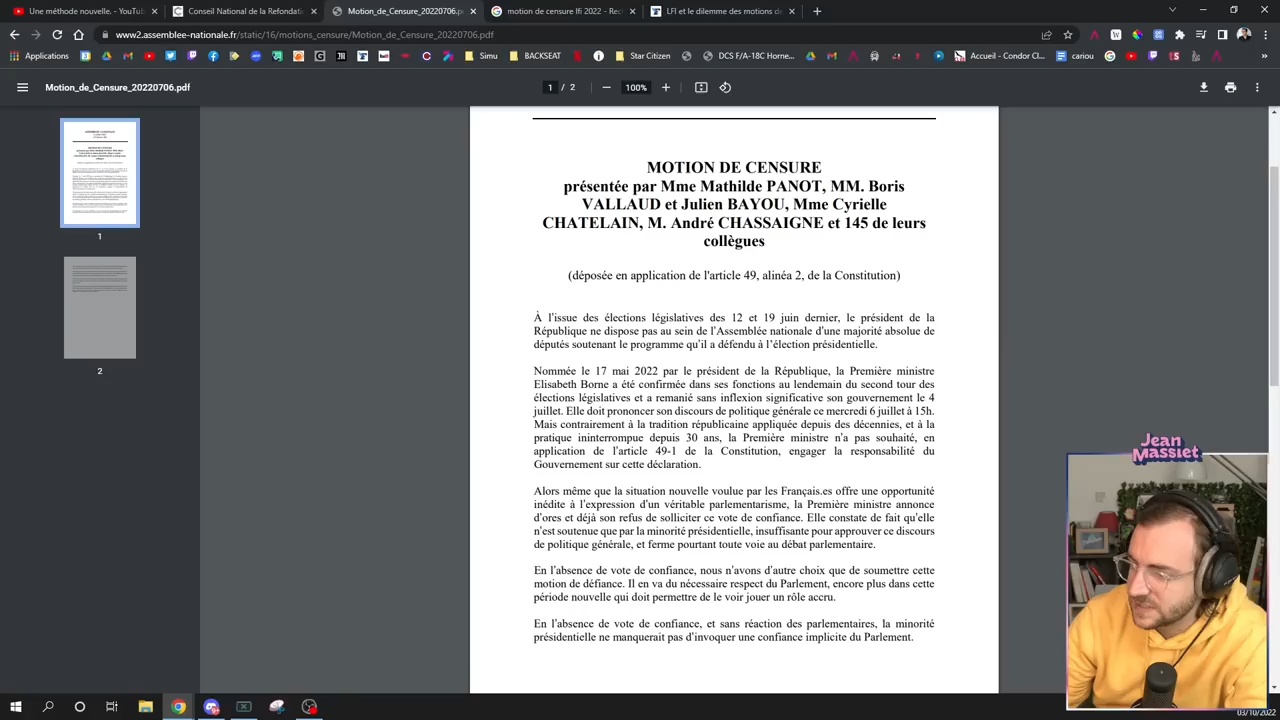 Une méthode nouvelle. - YouTub
Conseil National de la Refondati
Motion_de_Censure_20220706.p
motion de censure lfi 2022 - Rec
LFI et le dilemme des motions de
www2.assemblee-nationale.fr/static/16/motions_censure/Motion_de_Censure_20220706.pdf
Applications
Simu
BACKSEAT
Star Citizen
DCS F/A-18C Horne...
Accueil - Condor Cl...
cariou
Motion_de_Censure_20220706.pdf
1 / 2
100%
MOTION DE CENSURE
présentée par Mme Mathilde PANOT, MM. Boris
VALLAUD et Julien BAYOU, Mme Cyrielle
CHATELAIN, M. André CHASSAIGNE et 145 de leurs
collègues
(déposée en application de l'article 49, alinéa 2, de la Constitution)
À l'issue des élections législatives des 12 et 19 juin dernier, le président de la
République ne dispose pas au sein de l'Assemblée nationale d'une majorité absolue de
députés soutenant le programme qu'il a défendu à l'élection présidentielle.
Nommée le 17 mai 2022 par le président de la République, la Première ministre
Elisabeth Borne a été confirmée dans ses fonctions au lendemain du second tour des
élections législatives et a remanié sans inflexion significative son gouvernement le 4
juillet. Elle doit prononcer son discours de politique générale ce mercredi 6 juillet à 15h.
Mais contrairement à la tradition républicaine appliquée depuis des décennies, et à la
pratique ininterrompue depuis 30 ans, la Première ministre n'a pas souhaité, en
application de l'article 49-1 de la Constitution, engager la responsabilité du
Gouvernement sur cette déclaration.
Alors même que la situation nouvelle voulue par les Français.es offre une opportunité
inédite à l'expression d'un véritable parlementarisme, la Première ministre annonce
d'ores et déjà son refus de solliciter ce vote de confiance. Elle constate de fait qu'elle
n'est soutenue que par la minorité présidentielle, insuffisante pour approuver ce discours
de politique générale, et ferme pourtant toute voie au débat parlementaire.
En l'absence de vote de confiance, nous n'avons d'autre choix que de soumettre cette
motion de défiance. Il en va du nécessaire respect du Parlement, encore plus dans cette
période nouvelle qui doit permettre de le voir jouer un rôle accru.
En l'absence de vote de confiance, et sans réaction des parlementaires, la minorité
présidentielle ne manquerait pas d'invoquer une confiance implicite du Parlement.
1
2
Jean
Massiet
03/10/2022